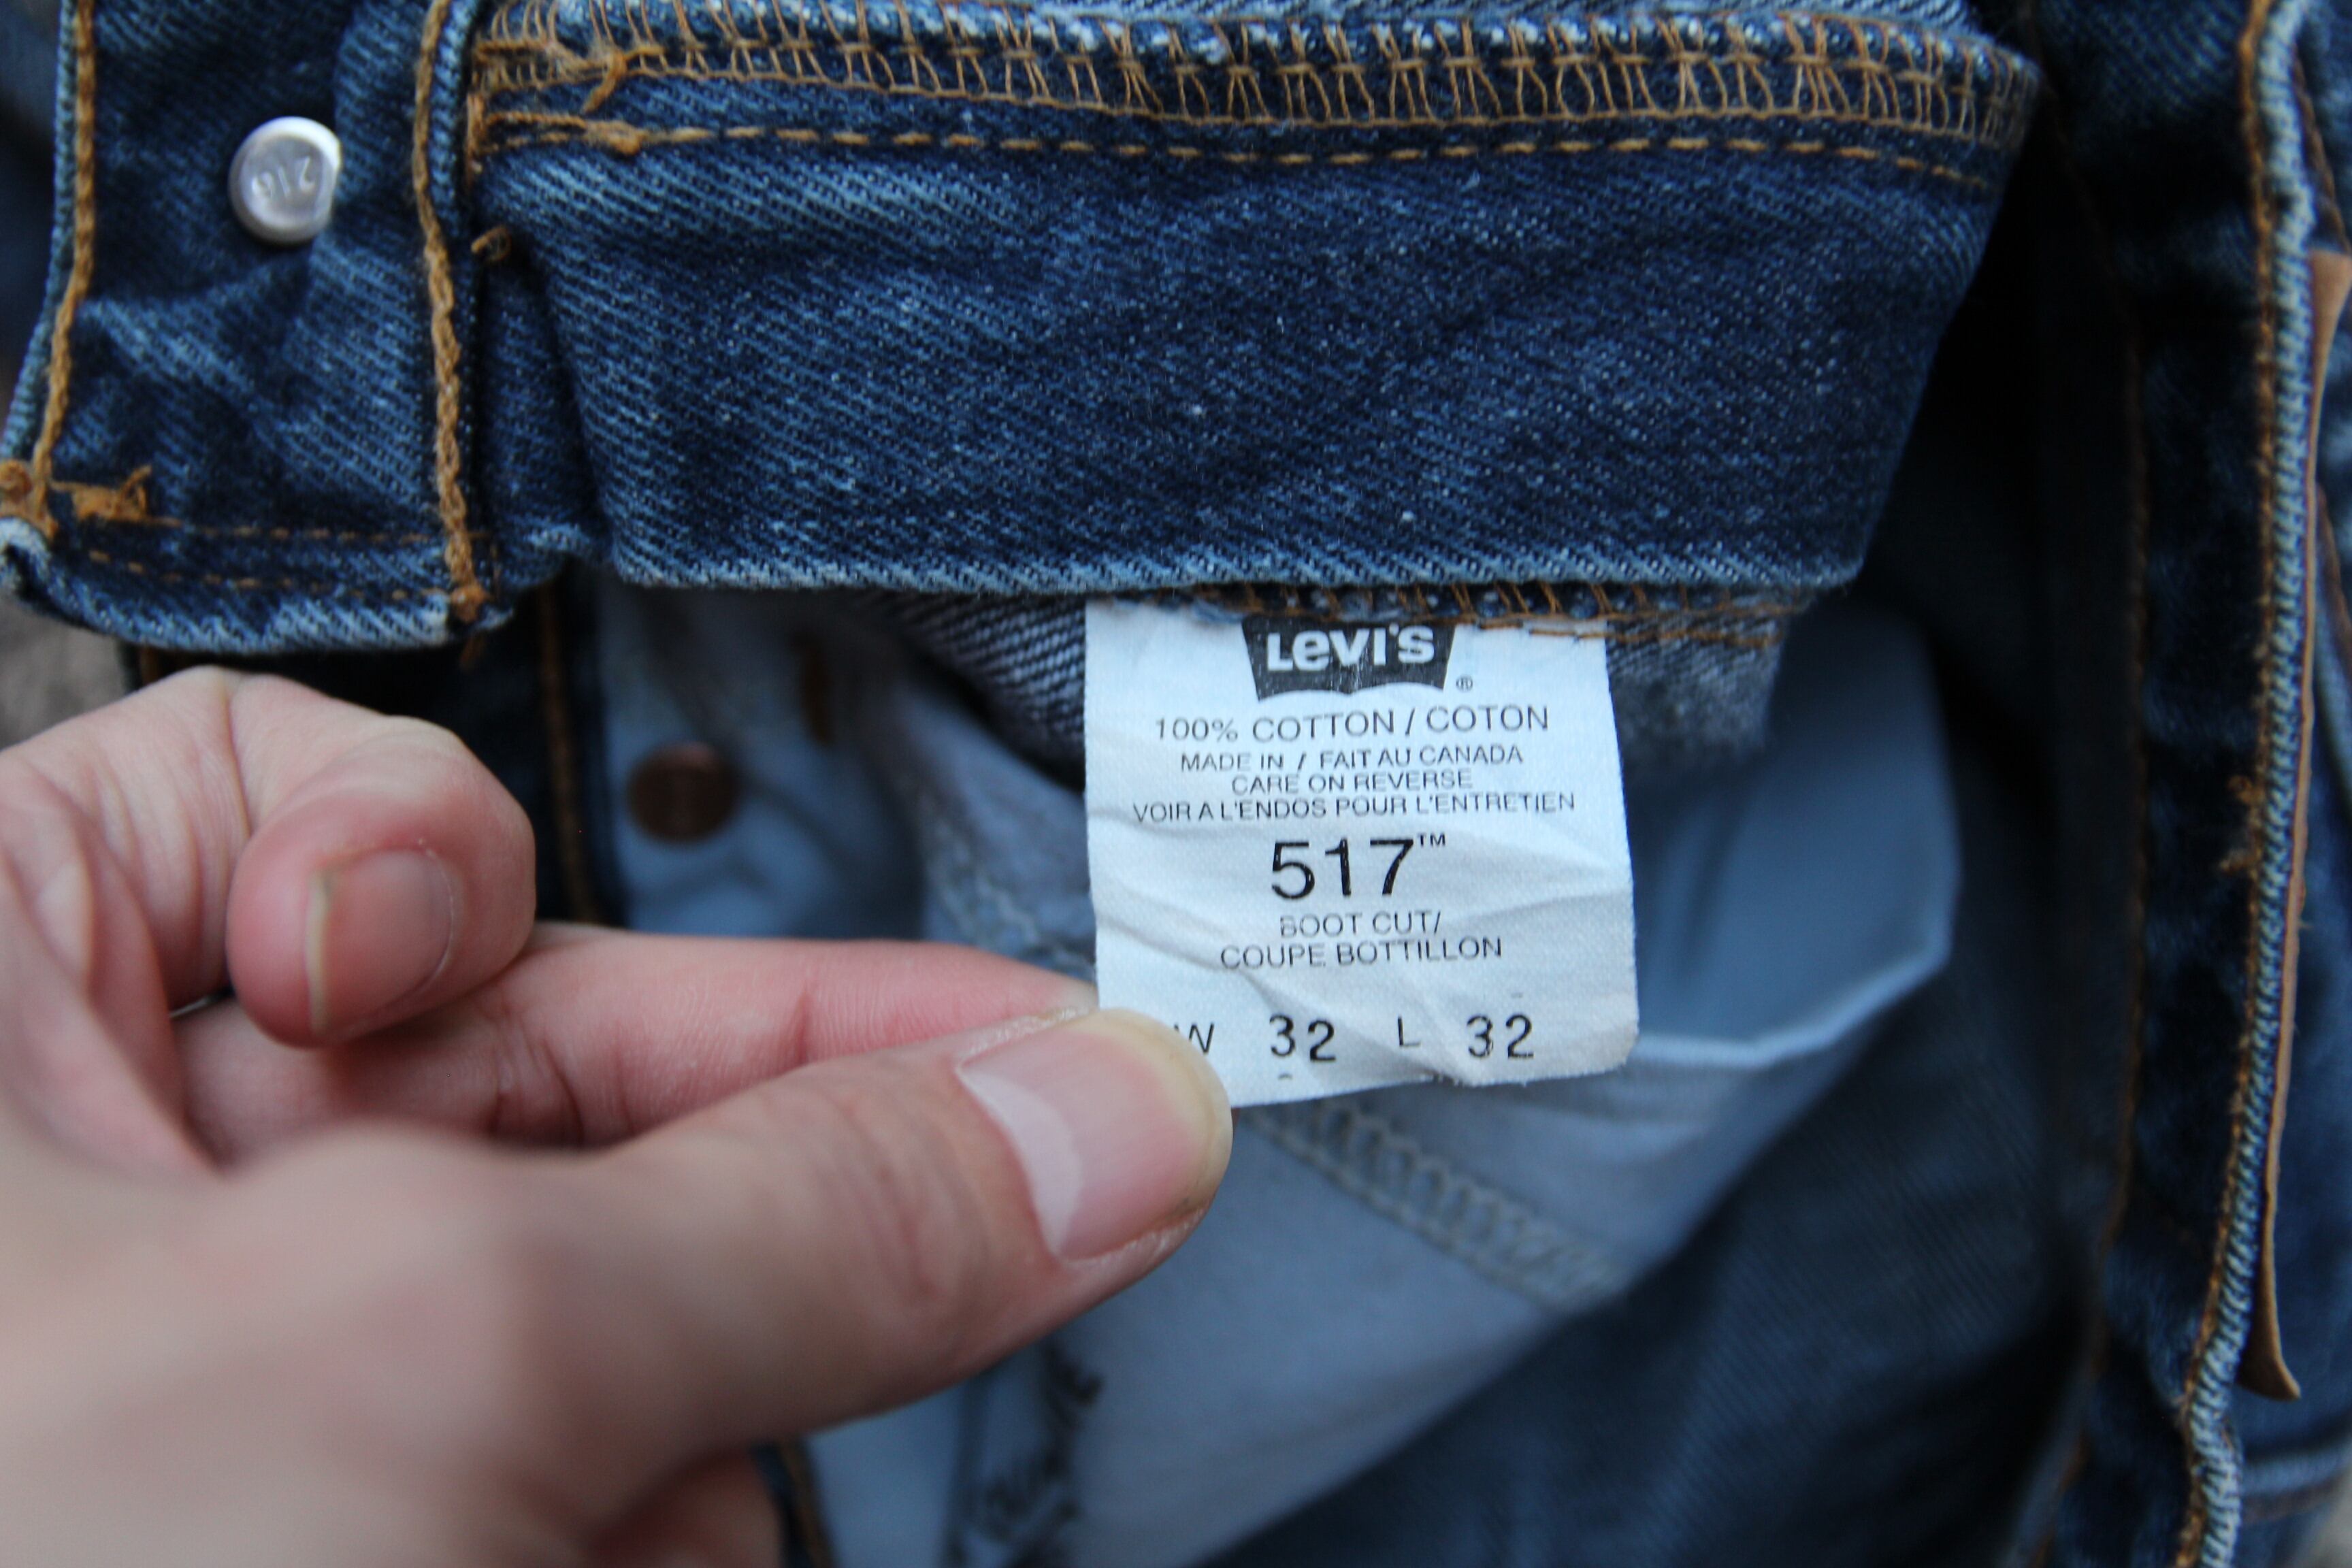 216
LEVI'S
®
100% COTTON / COTON
MADE IN / FAIT AU CANADA
CARE ON REVERSE
VOIR A L'ENDOS POUR L'ENTRETIEN
517™
BOOT CUT/
COUPE BOTTILLON
W 32 L 32